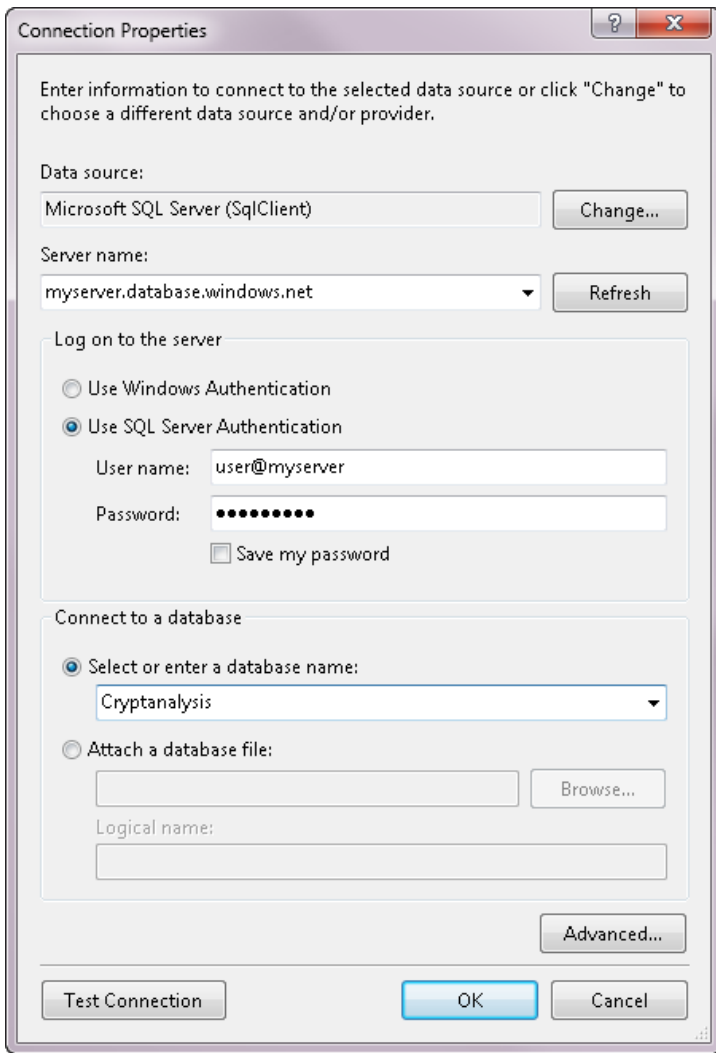 Connection Properties
Enter information to connect to the selected data source or click "Change" to
choose a different data source and/or provider.
Data source:
Microsoft SQL Server (SqlClient)
Change...
Server name:
myserver.database.windows.net
Refresh
Log on to the server
Use Windows Authentication
Use SQL Server Authentication
User name:
user@myserver
Password:
●●●●●●●●●
Save my password
Connect to a database
Select or enter a database name:
Cryptanalysis
Attach a database file:
Browse...
Logical name:
Advanced...
Test Connection
OK
Cancel